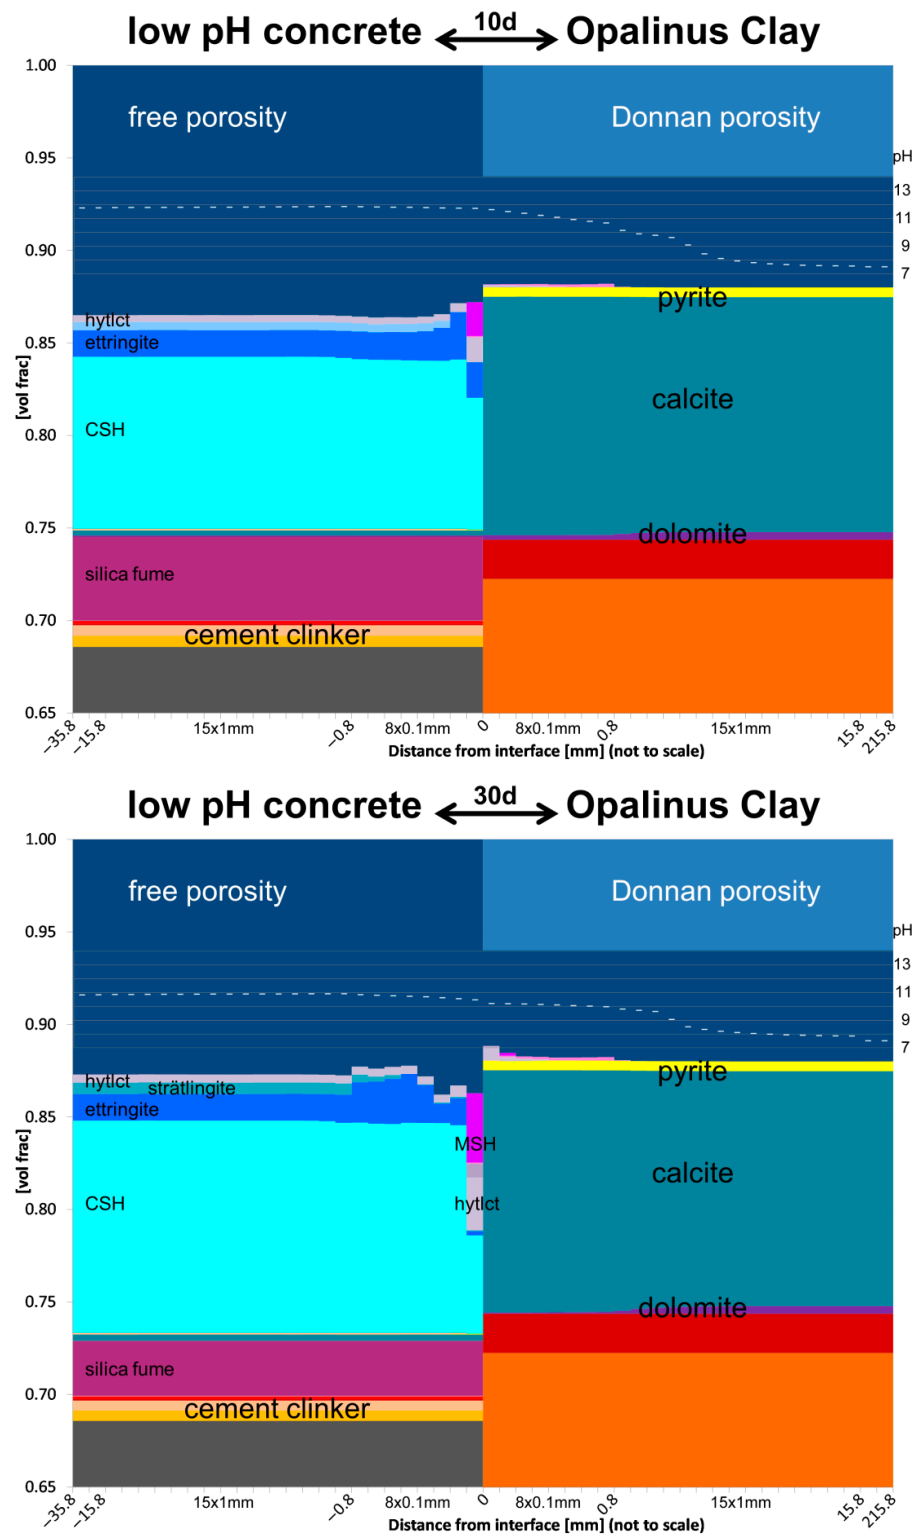 low pH concrete 10d Opalinus Clay
1.00
free porosity Donnan porosity
0.95
pH
13
11
0.90
9
7
pyrite
hytlct
0.85
ettringite
[vol frac]
calcite
CSH
0.80
0.75
dolomite
silica fume
0.70
cement clinker
0.65
−35.8 −15.8 15x1mm −0.8 8x0.1mm 0 8x0.1mm 0.8 15x1mm 15.8 215.8
Distance from interface [mm] (not to scale)
low pH concrete 30d Opalinus Clay
1.00
free porosity Donnan porosity
0.95
pH
13
11
0.90
9
7
pyrite
hytlct strätlingite
0.85
ettringite
[vol frac]
MSH
calcite
CSH hytlct
0.80
0.75
dolomite
silica fume
0.70
cement clinker
0.65
−35.8 −15.8 15x1mm −0.8 8x0.1mm 0 8x0.1mm 0.8 15x1mm 15.8 215.8
Distance from interface [mm] (not to scale)